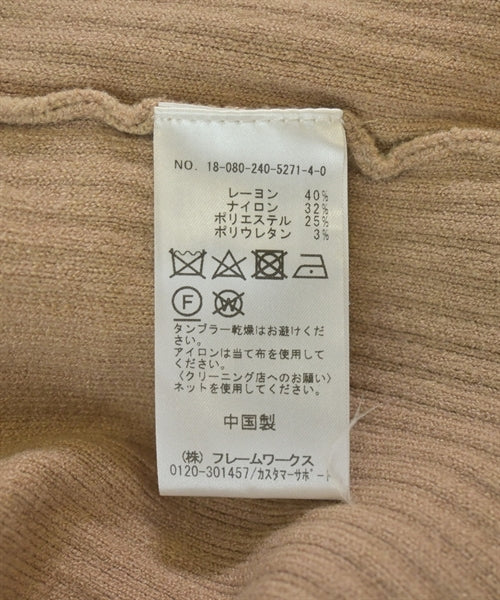 NO. 18-080-240-5271-4-0
レーヨン 40%
ナイロン 32%
ポリエステル 25%
ポリウレタン 3%
F W
タンブラー乾燥はお避けくだ
さい。
アイロンは当て布を使用して
ください。
〈クリーニング店へのお願い〉
ネットを使用してください。
中国製
(株) フレームワークス
0120-301457/カスタマーサポート